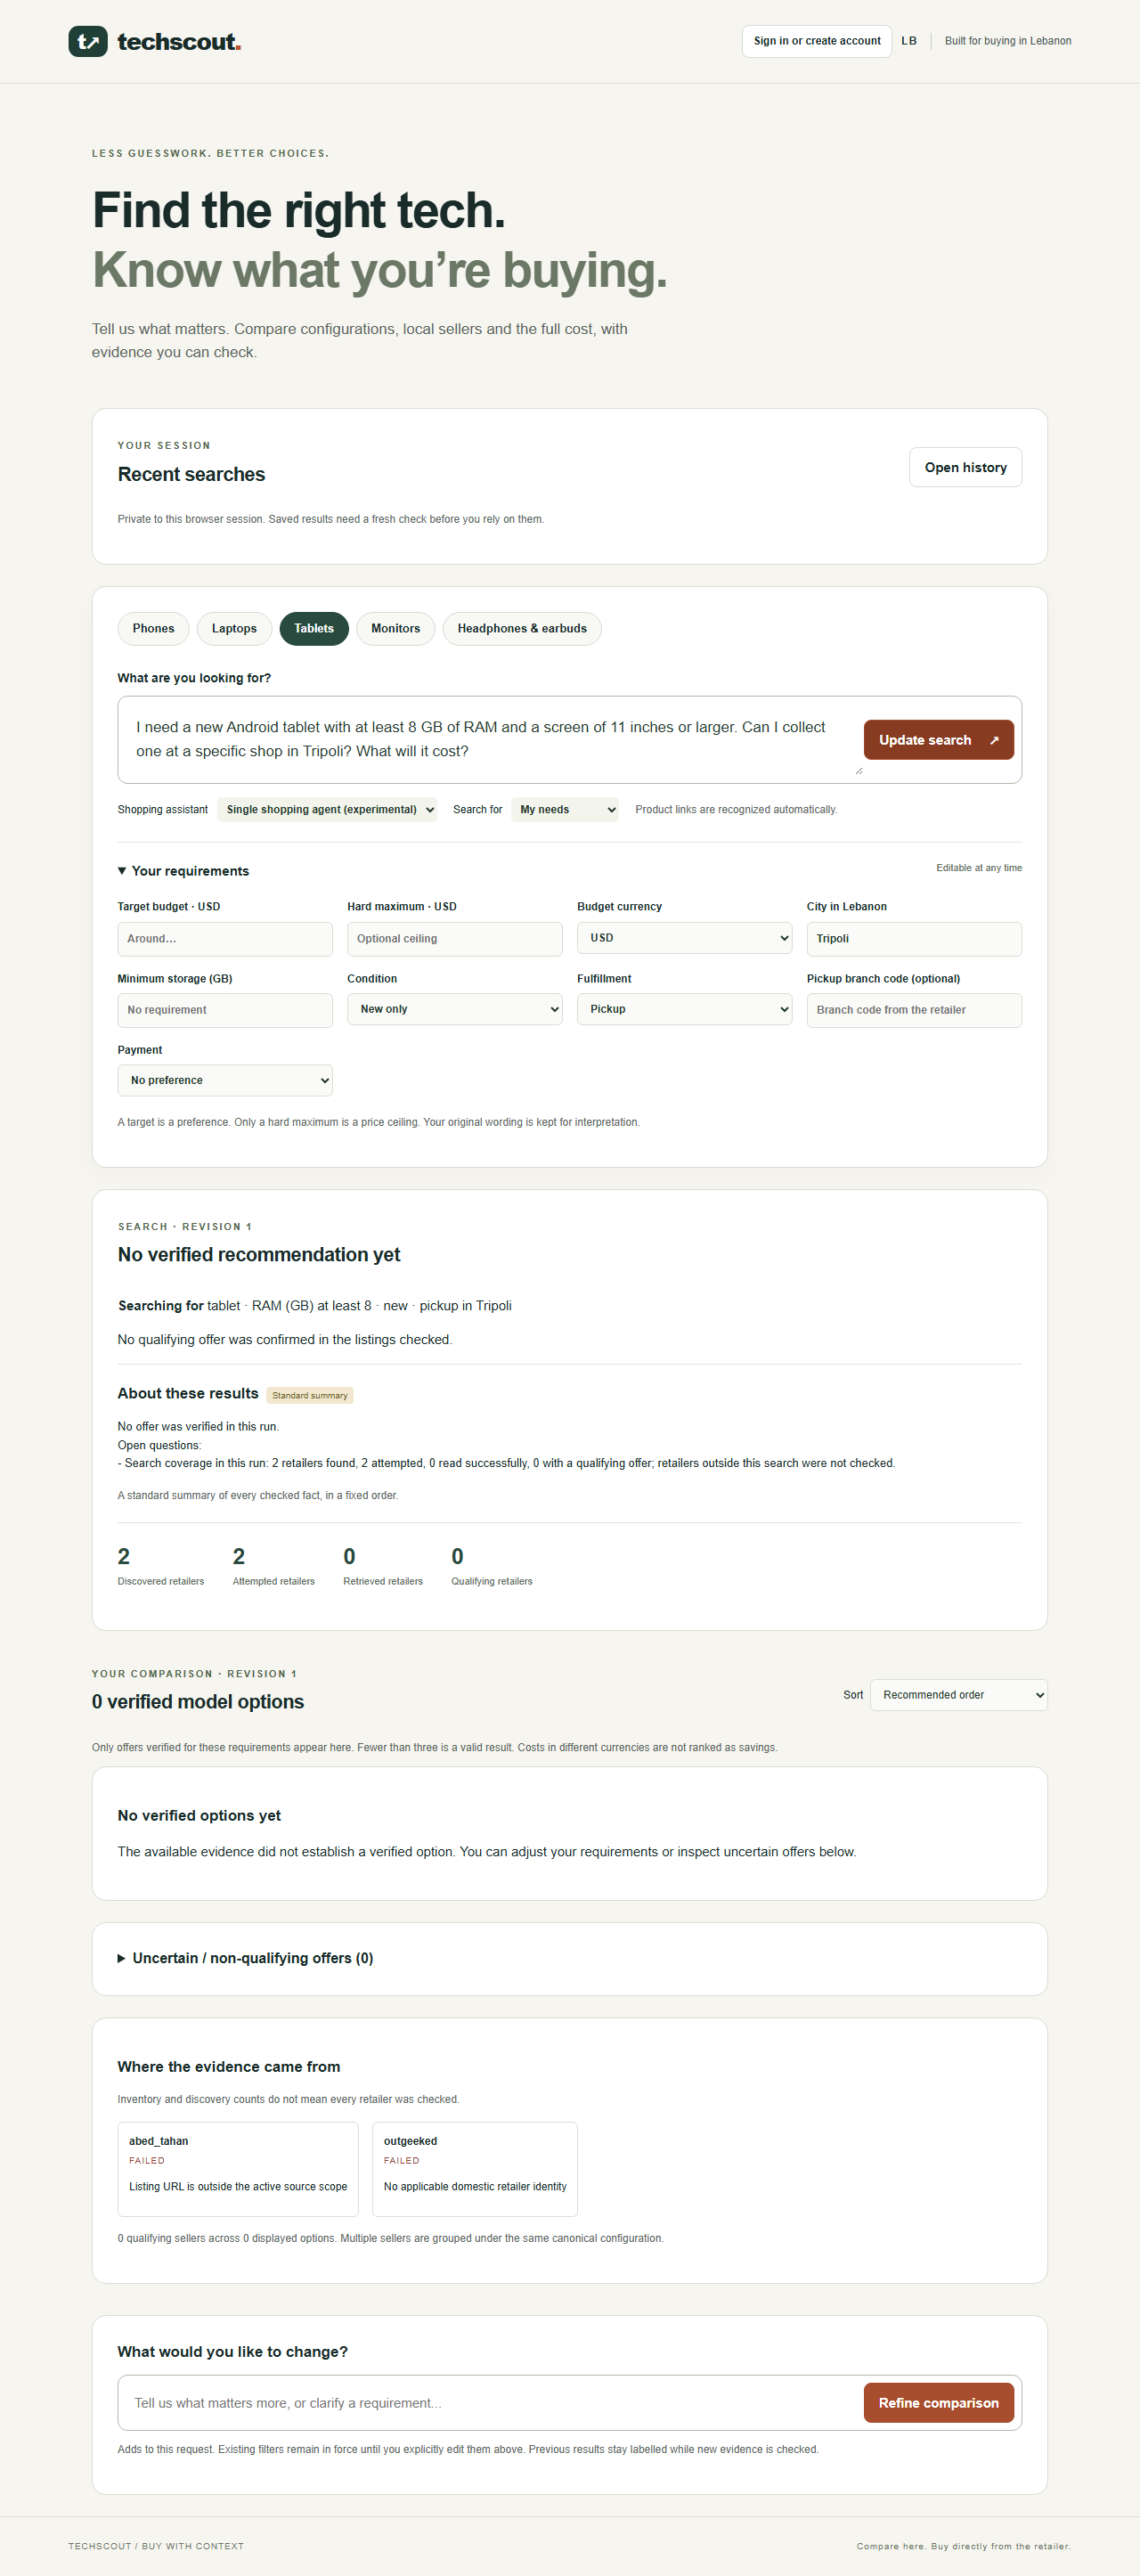 t↗ techscout.
Sign in or create account
LB
Built for buying in Lebanon
LESS GUESSWORK. BETTER CHOICES.
Find the right tech.
Know what you’re buying.
Tell us what matters. Compare configurations, local sellers and the full cost, with
evidence you can check.
YOUR SESSION
Recent searches
Open history
Private to this browser session. Saved results need a fresh check before you rely on them.
Phones
Laptops
Tablets
Monitors
Headphones & earbuds
What are you looking for?
I need a new Android tablet with at least 8 GB of RAM and a screen of 11 inches or larger. Can I collect
one at a specific shop in Tripoli? What will it cost?
Update search ↗
Shopping assistant
Single shopping agent (experimental)
Search for
My needs
Product links are recognized automatically.
▼ Your requirements
Editable at any time
Target budget · USD
Hard maximum · USD
Budget currency
City in Lebanon
Around...
Optional ceiling
USD
Tripoli
Minimum storage (GB)
Condition
Fulfillment
Pickup branch code (optional)
No requirement
New only
Pickup
Branch code from the retailer
Payment
No preference
A target is a preference. Only a hard maximum is a price ceiling. Your original wording is kept for interpretation.
SEARCH · REVISION 1
No verified recommendation yet
Searching for tablet · RAM (GB) at least 8 · new · pickup in Tripoli
No qualifying offer was confirmed in the listings checked.
About these results
Standard summary
No offer was verified in this run.
Open questions:
- Search coverage in this run: 2 retailers found, 2 attempted, 0 read successfully, 0 with a qualifying offer; retailers outside this search were not checked.
A standard summary of every checked fact, in a fixed order.
2
2
0
0
Discovered retailers
Attempted retailers
Retrieved retailers
Qualifying retailers
YOUR COMPARISON · REVISION 1
0 verified model options
Sort
Recommended order
Only offers verified for these requirements appear here. Fewer than three is a valid result. Costs in different currencies are not ranked as savings.
No verified options yet
The available evidence did not establish a verified option. You can adjust your requirements or inspect uncertain offers below.
▶ Uncertain / non-qualifying offers (0)
Where the evidence came from
Inventory and discovery counts do not mean every retailer was checked.
abed_tahan
FAILED
Listing URL is outside the active source scope
outgeeked
FAILED
No applicable domestic retailer identity
0 qualifying sellers across 0 displayed options. Multiple sellers are grouped under the same canonical configuration.
What would you like to change?
Tell us what matters more, or clarify a requirement...
Refine comparison
Adds to this request. Existing filters remain in force until you explicitly edit them above. Previous results stay labelled while new evidence is checked.
TECHSCOUT / BUY WITH CONTEXT
Compare here. Buy directly from the retailer.